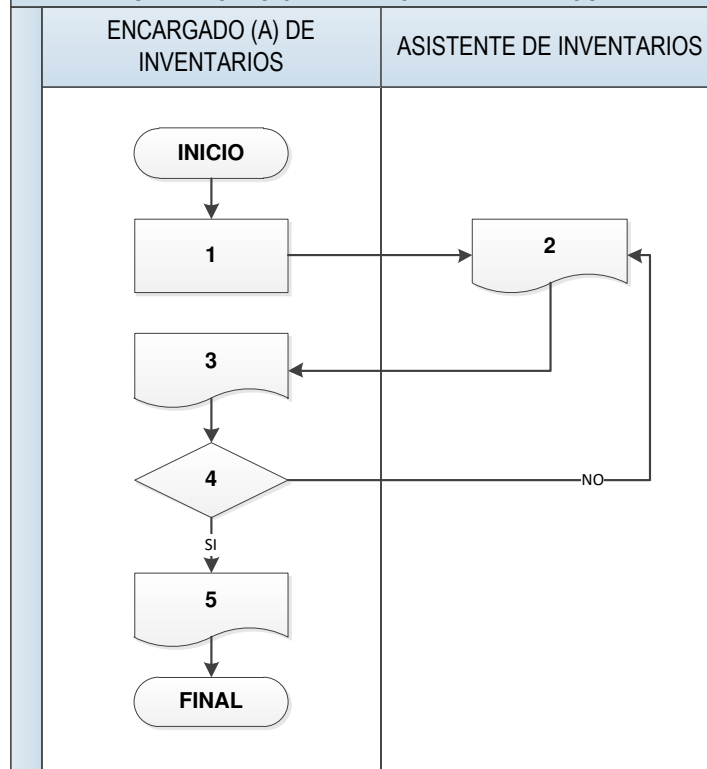 ENCARGADO (A) DE
INVENTARIOS
ASISTENTE DE INVENTARIOS
INICIO
1
2
3
4
NO
SI
5
FINAL